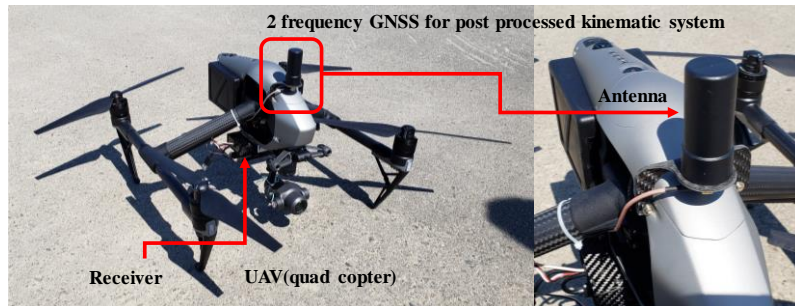 2 frequency GNSS for post processed kinematic system
Antenna
Receiver
UAV(quad copter)